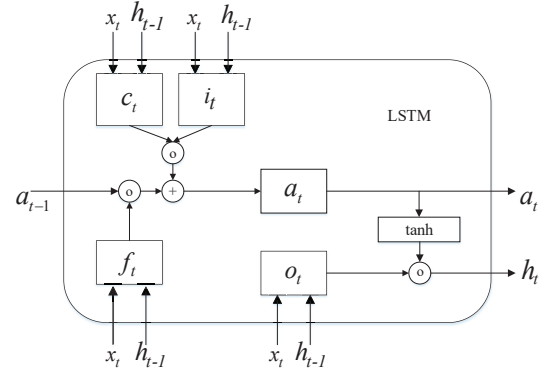 x_t h_{t-1} x_t h_{t-1}
c_t i_t
LSTM
o
a_{t-1} o + a_t a_t
tanh
f_t o_t o h_t
x_t h_{t-1} x_t h_{t-1}